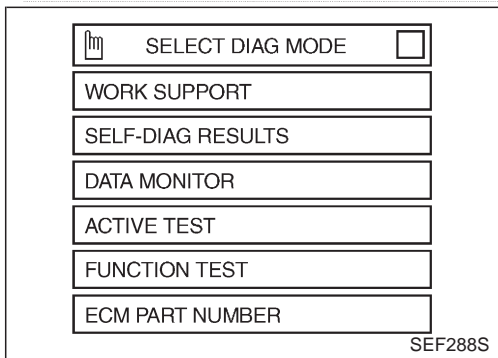 SELECT DIAG MODE
WORK SUPPORT
SELF-DIAG RESULTS
DATA MONITOR
ACTIVE TEST
FUNCTION TEST
ECM PART NUMBER
SEF288S